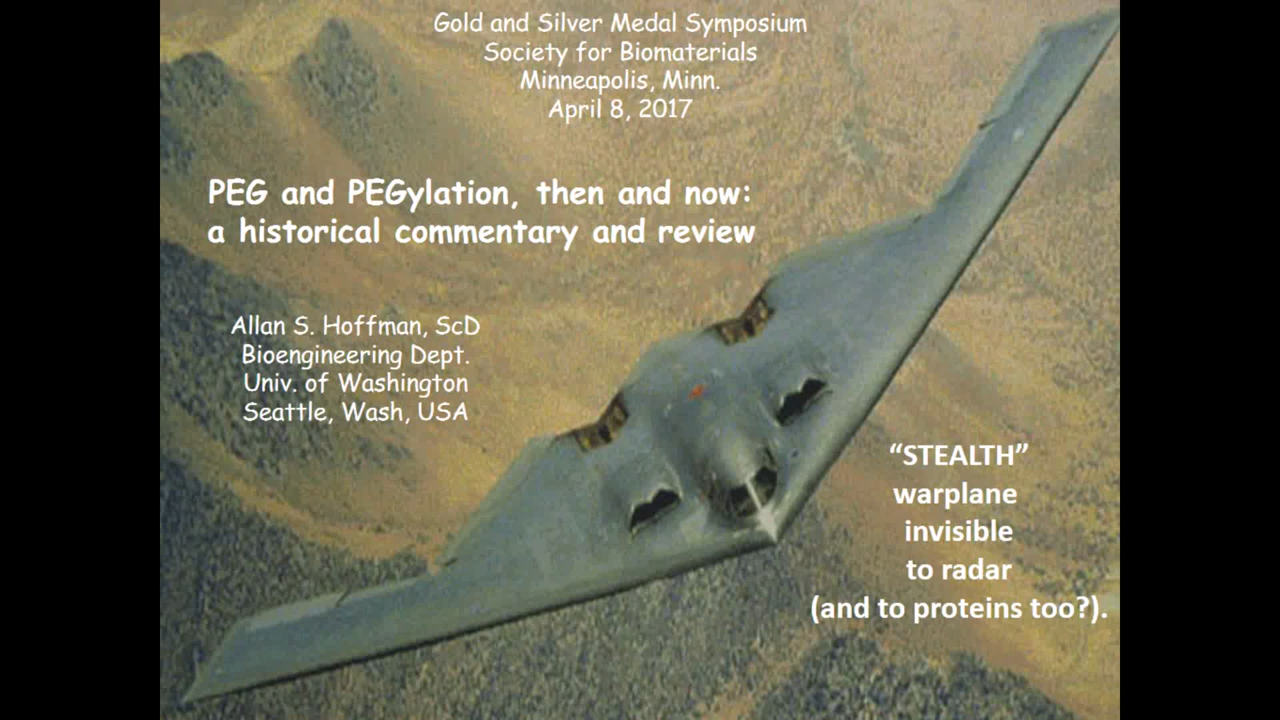 Gold and Silver Medal Symposium
Society for Biomaterials
Minneapolis, Minn.
April 8, 2017
PEG and PEGylation, then and now:
a historical commentary and review
Allan S. Hoffman, ScD
Bioengineering Dept.
Univ. of Washington
Seattle, Wash, USA
“STEALTH”
warplane
invisible
to radar
(and to proteins too?).